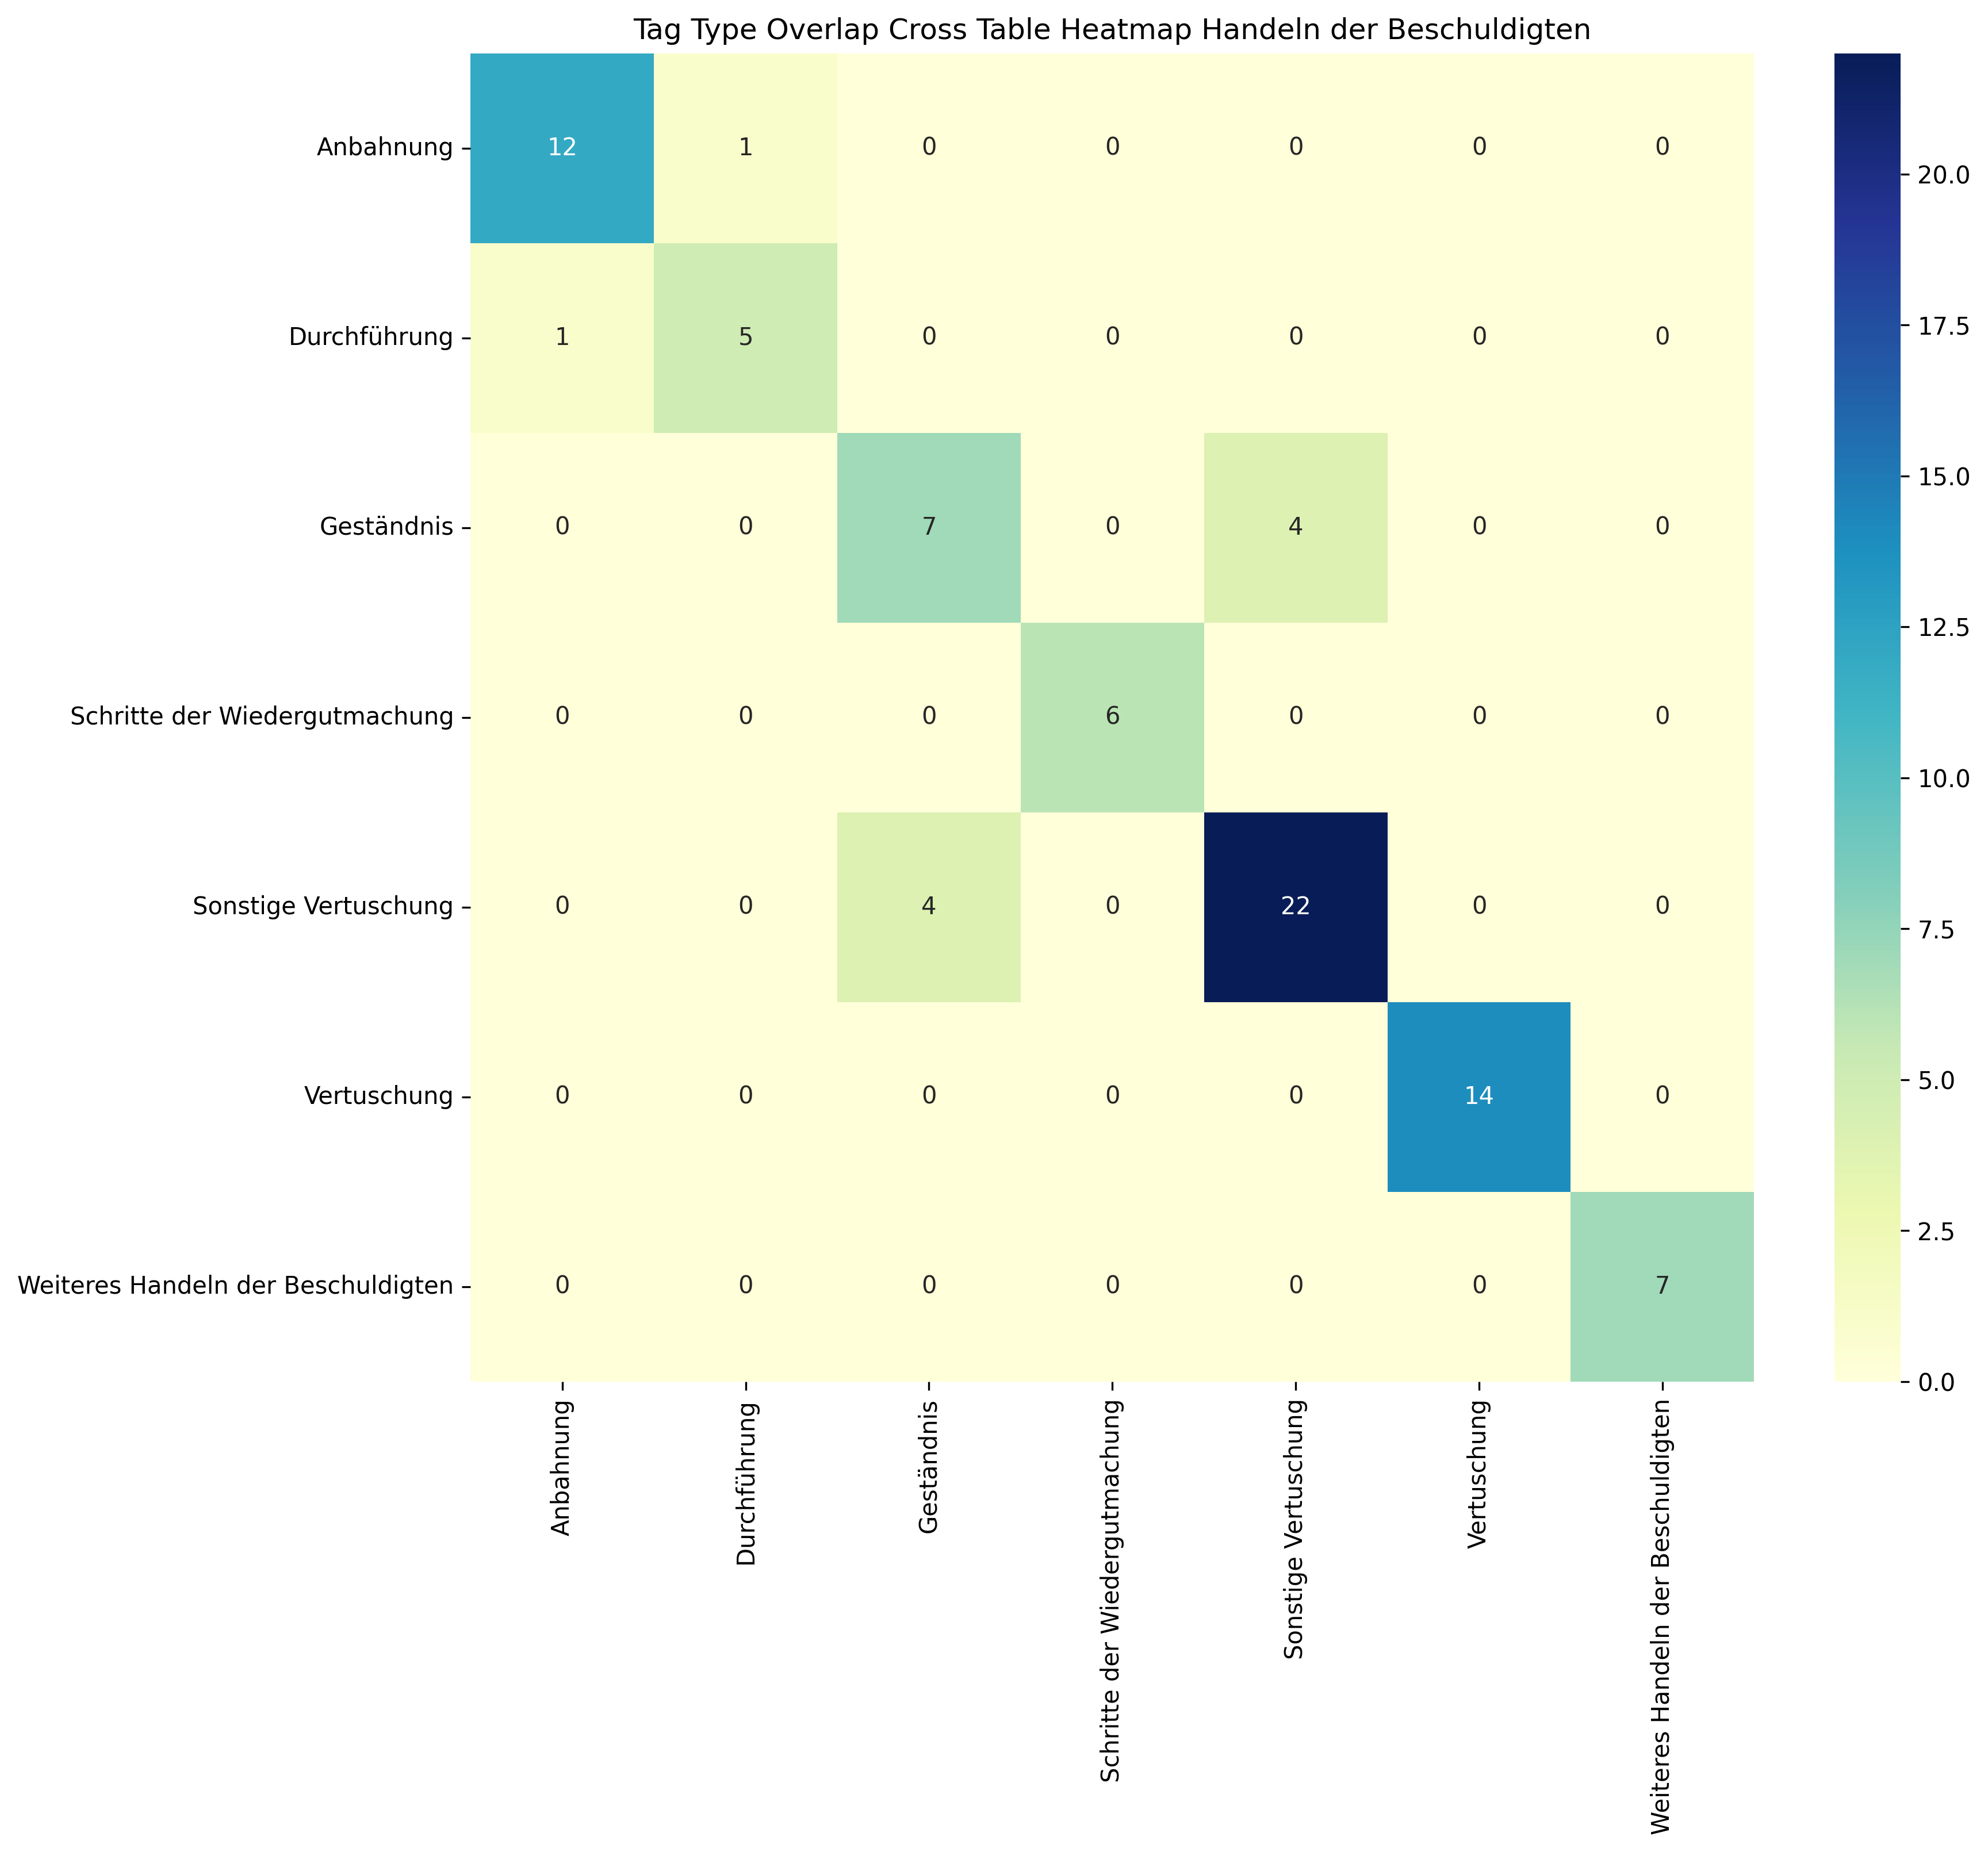 Tag Type Overlap Cross Table Heatmap Handeln der Beschuldigten
Anbahnung 12 1 0 0 0 0 0
Durchführung 1 5 0 0 0 0 0
Geständnis 0 0 7 0 4 0 0
Schritte der Wiedergutmachung 0 0 0 6 0 0 0
Sonstige Vertuschung 0 0 4 0 22 0 0
Vertuschung 0 0 0 0 0 14 0
Weiteres Handeln der Beschuldigten 0 0 0 0 0 0 7
Anbahnung
Durchführung
Geständnis
Schritte der Wiedergutmachung
Sonstige Vertuschung
Vertuschung
Weiteres Handeln der Beschuldigten
20.0
17.5
15.0
12.5
10.0
7.5
5.0
2.5
0.0